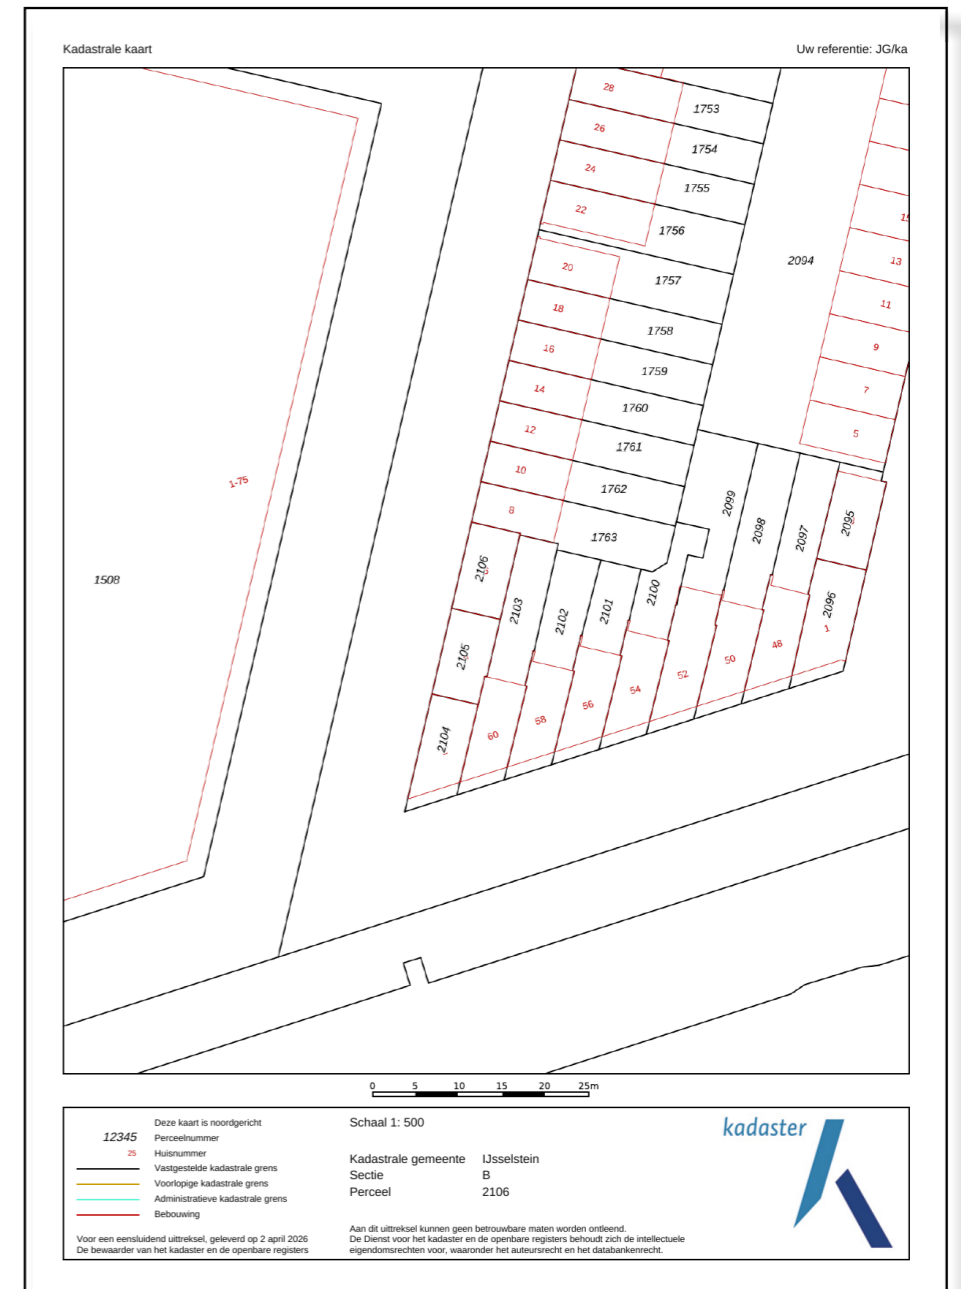 Kadastrale kaart
Uw referentie: JG/ka
28
1753
26
1754
24
1755
22
1756
20
1757
18
1758
16
1759
14
1760
12
1761
10
1762
8
1763
2094
13
11
9
7
5
1-75
1508
2099
2098
2097
2095
2096
1
2106
2105
2104
2103
2102
2101
2100
60
58
56
54
52
50
48
0 5 10 15 20 25m
Deze kaart is noordgericht
12345 Perceelnummer
25 Huisnummer
Vastgestelde kadastrale grens
Voorlopige kadastrale grens
Administratieve kadastrale grens
Bebouwing
Voor een eensluidend uittreksel, geleverd op 2 april 2026
De bewaarder van het kadaster en de openbare registers
Schaal 1: 500
Kadastrale gemeente IJsselstein
Sectie B
Perceel 2106
Aan dit uittreksel kunnen geen betrouwbare maten worden ontleend.
De Dienst voor het kadaster en de openbare registers behoudt zich de intellectuele
eigendomsrechten voor, waaronder het auteursrecht en het databankenrecht.
kadaster